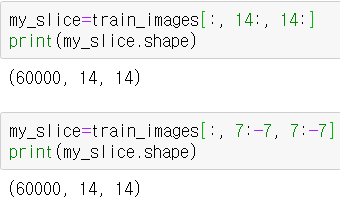 my_slice=train_images[:, 14:, 14:]
print(my_slice.shape)
(60000, 14, 14)
my_slice=train_images[:, 7:-7, 7:-7]
print(my_slice.shape)
(60000, 14, 14)